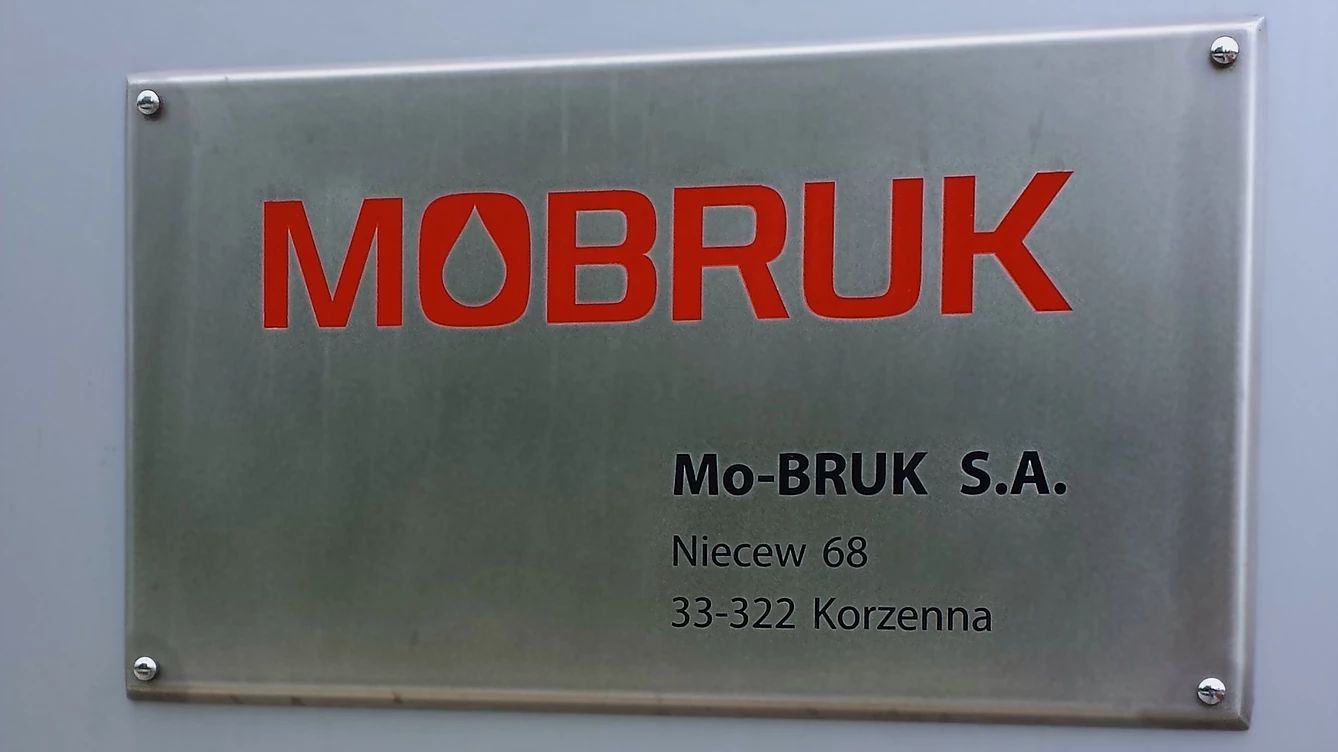 MOBRUK
Mo-BRUK S.A.
Niecew 68
33-322 Korzenna